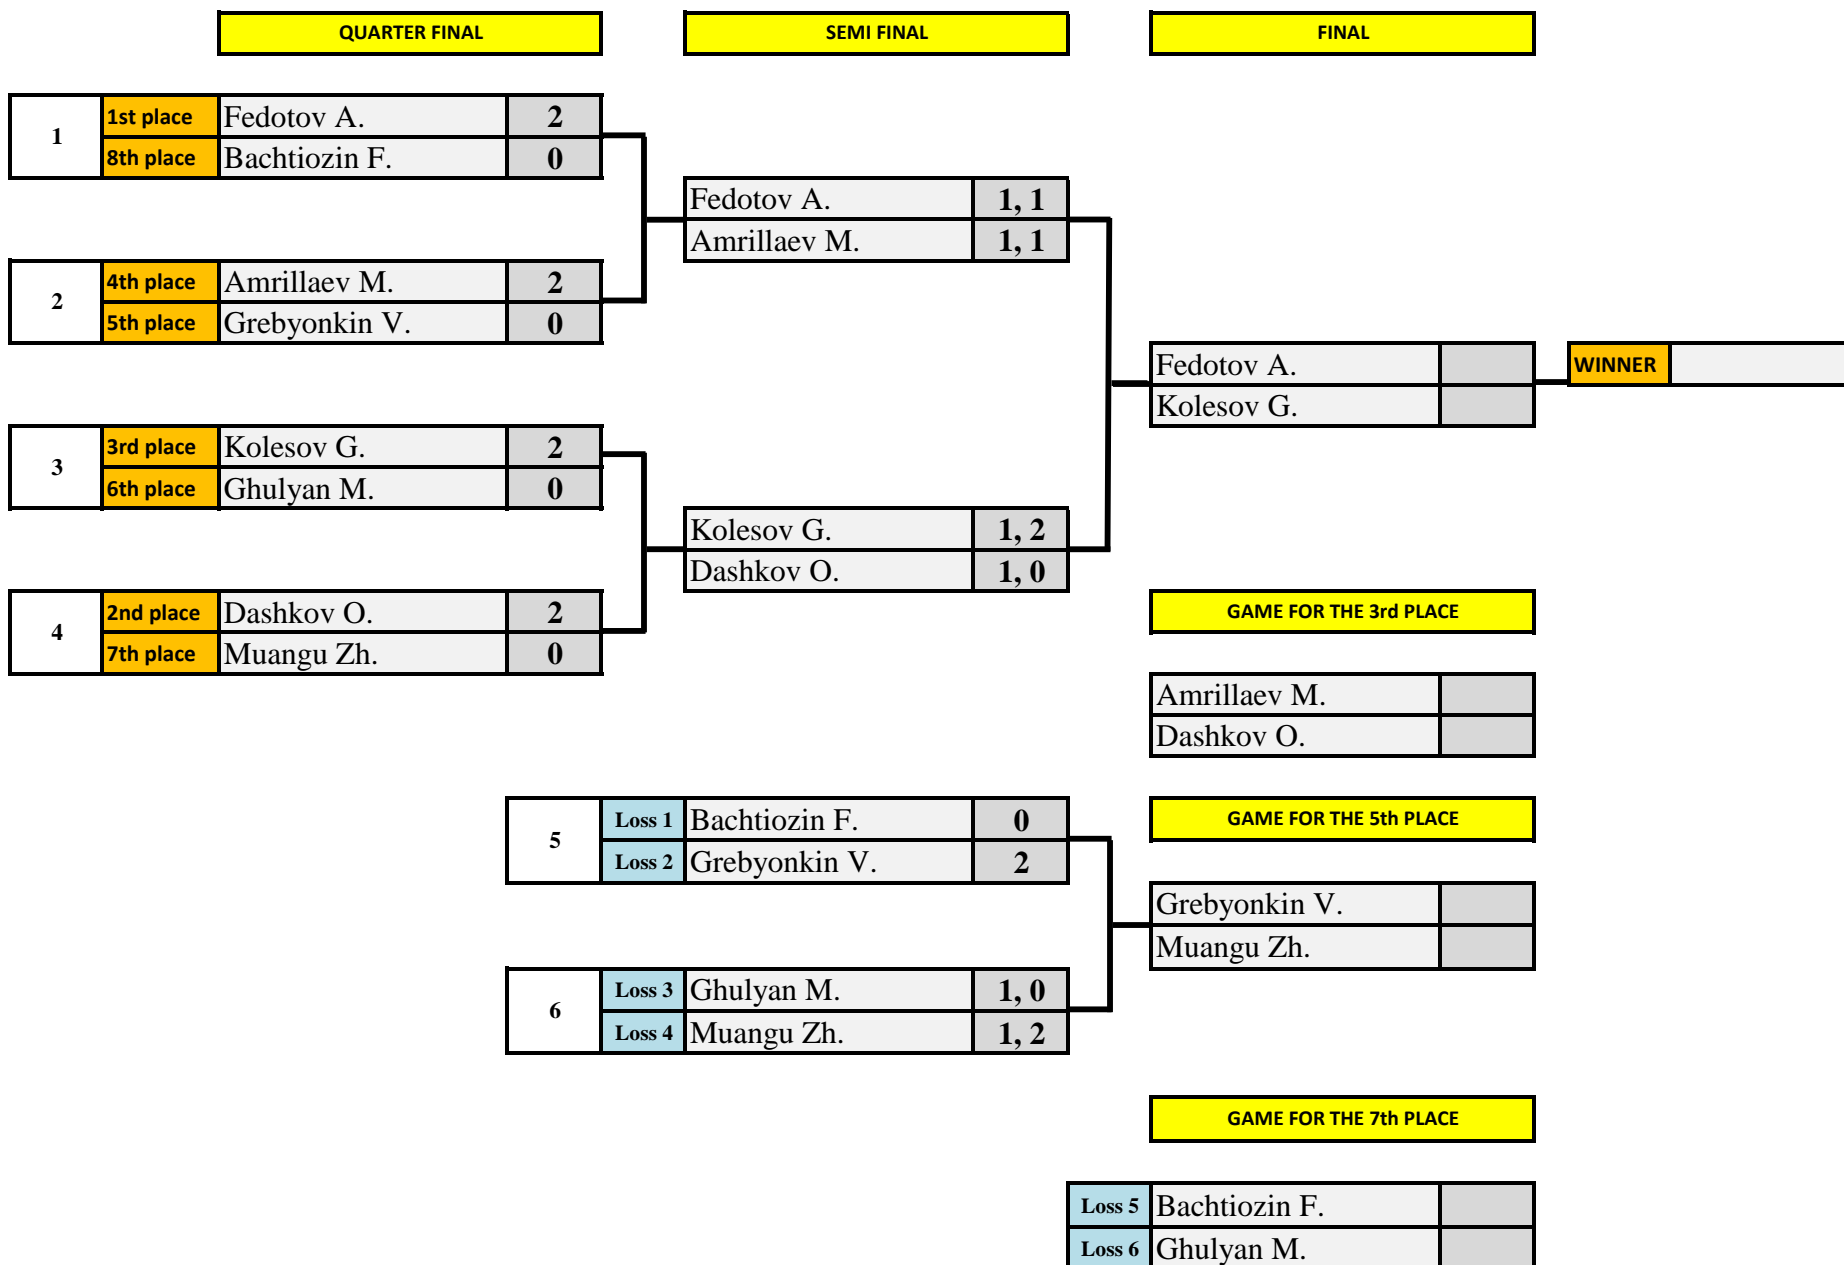 QUARTER FINAL SEMI FINAL FINAL
1 1st place Fedotov A. 2
8th place Bachtiozin F. 0
Fedotov A. 1, 1
Amrillaev M. 1, 1
2 4th place Amrillaev M. 2
5th place Grebyonkin V. 0
Fedotov A. WINNER
Kolesov G.
3 3rd place Kolesov G. 2
6th place Ghulyan M. 0
Kolesov G. 1, 2
Dashkov O. 1, 0
4 2nd place Dashkov O. 2
7th place Muangu Zh. 0
GAME FOR THE 3rd PLACE
Amrillaev M.
Dashkov O.
5 Loss 1 Bachtiozin F. 0
Loss 2 Grebyonkin V. 2
GAME FOR THE 5th PLACE
Grebyonkin V.
Muangu Zh.
6 Loss 3 Ghulyan M. 1, 0
Loss 4 Muangu Zh. 1, 2
GAME FOR THE 7th PLACE
Loss 5 Bachtiozin F.
Loss 6 Ghulyan M.